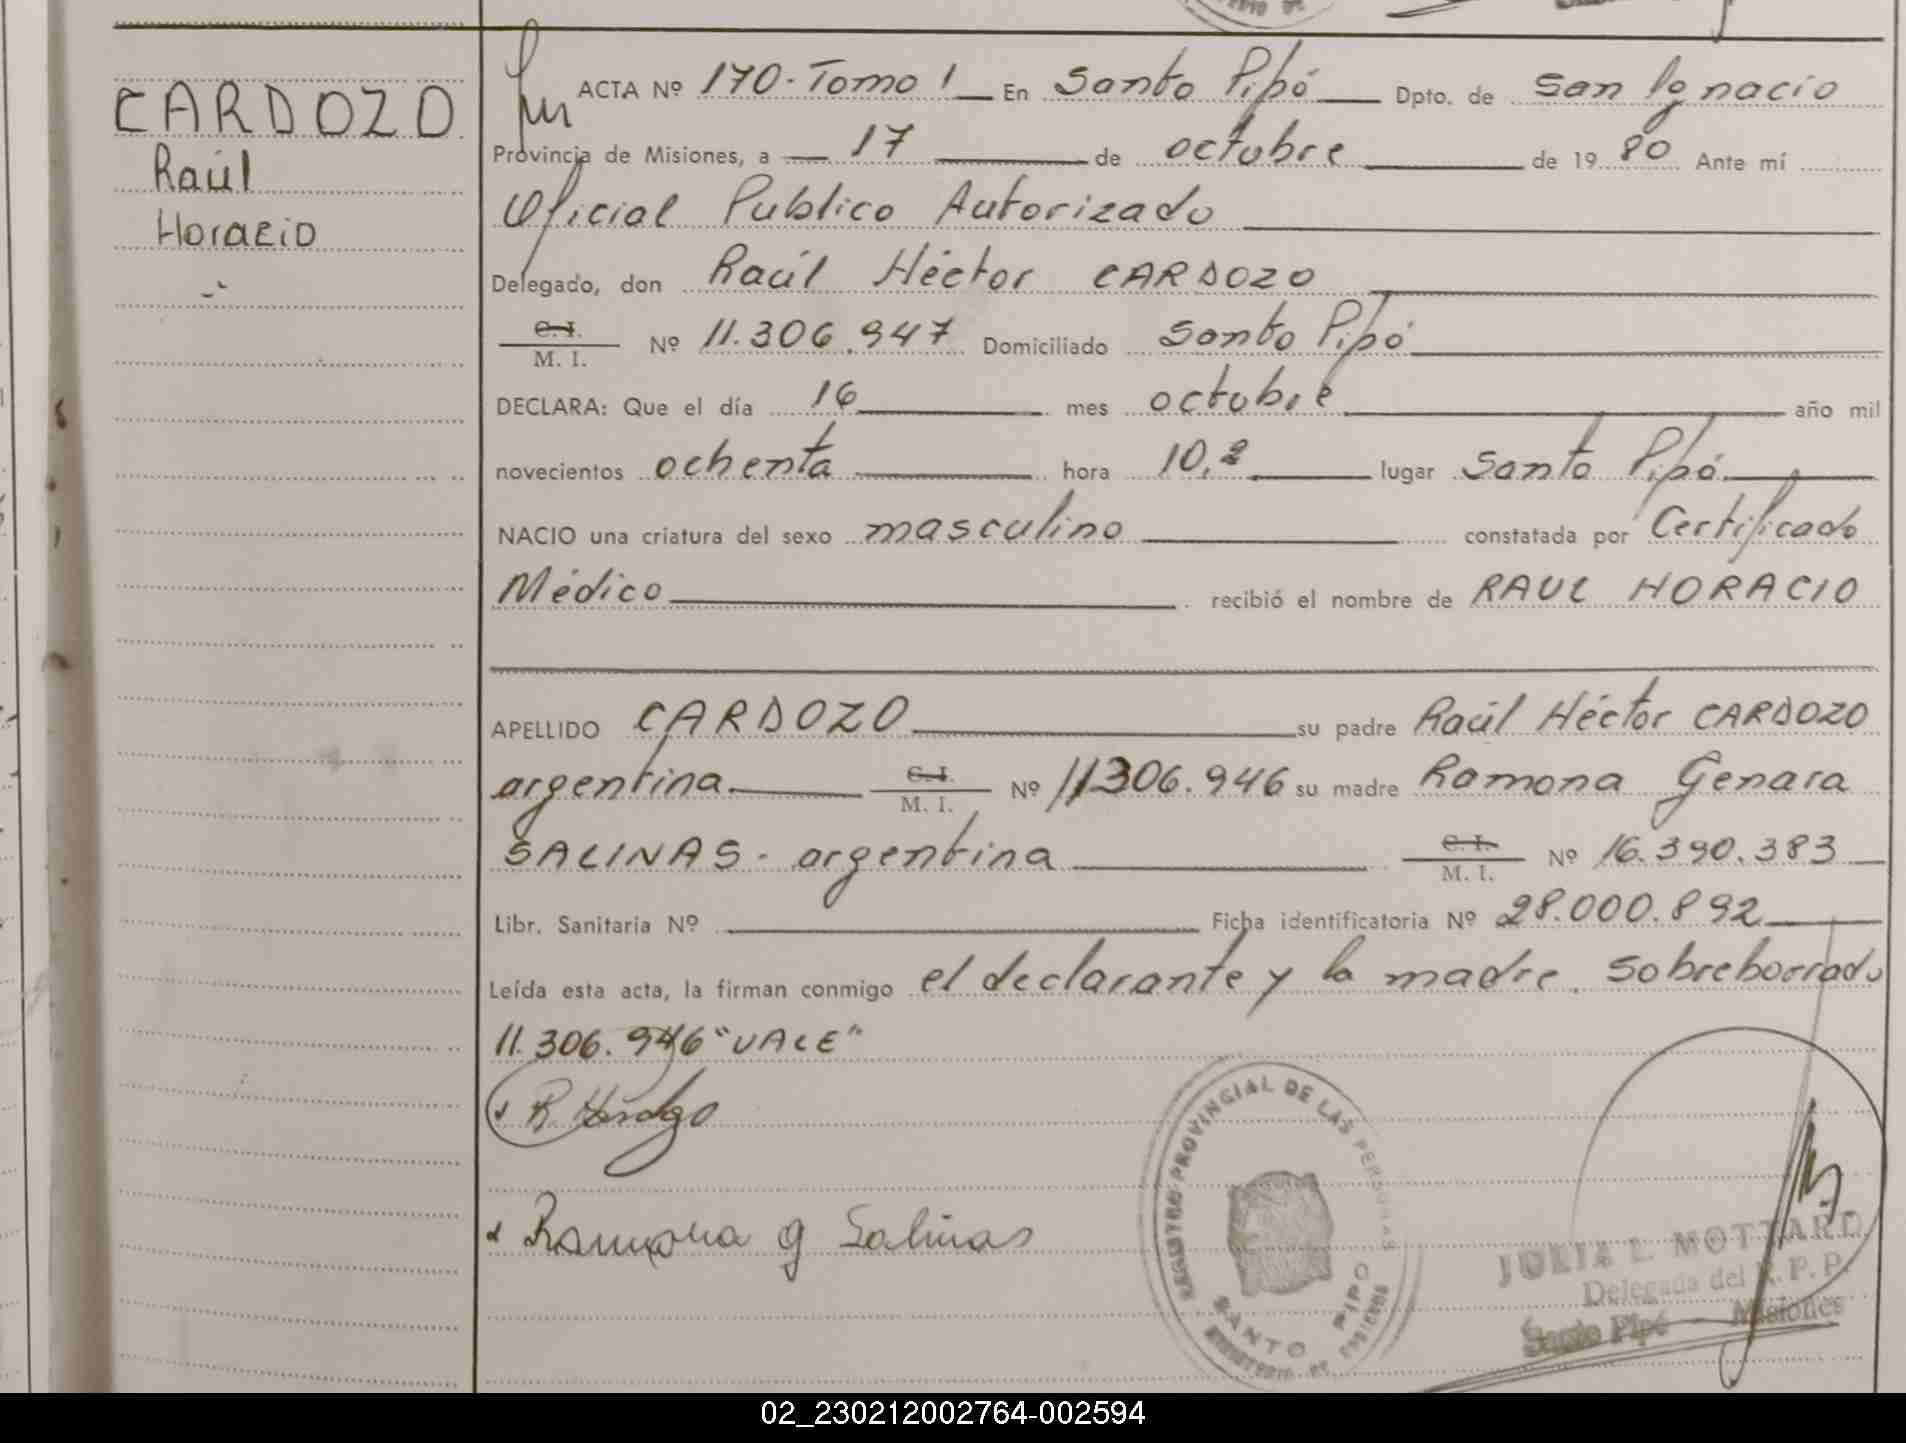 CARDOZO
Raúl
Horacio
ACTA Nº 170-Tomo 1 En Santo Pipó Dpto. de San Ignacio
Provincia de Misiones, a 17 de octubre de 19 80 Ante mí
Oficial Publico Autorizado
Delegado, don Raúl Héctor CARDOZO
C. I.
M. I. Nº 11.306.947 Domiciliado Santo Pipó
DECLARA: Que el día 16 mes octubre año mil
novecientos ochenta hora 10,2 lugar Santo Pipó
NACIO una criatura del sexo masculino constatada por Certificado
Médico recibió el nombre de RAUL HORACIO
APELLIDO CARDOZO su padre Raúl Héctor CARDOZO
argentina. C. I. M. I. Nº 11306.946 su madre Ramona Genara
SALINAS - argentina C. I. M. I. Nº 16.390.383
Libr. Sanitaria Nº Ficha identificatoria Nº 28.000.892
Leída esta acta, la firman conmigo el declarante y la madre. Sobreborrado
11.306.946 "VALE"
Ramona g Salinas
REGISTRO PROVINCIAL DE LAS PERSONAS
SANTO PIPO
MINISTERIO DE GOBIERNO
JULIA L. MOTTARD
Delegada del R. P. P.
Santo Pipó - Misiones
02_230212002764-002594